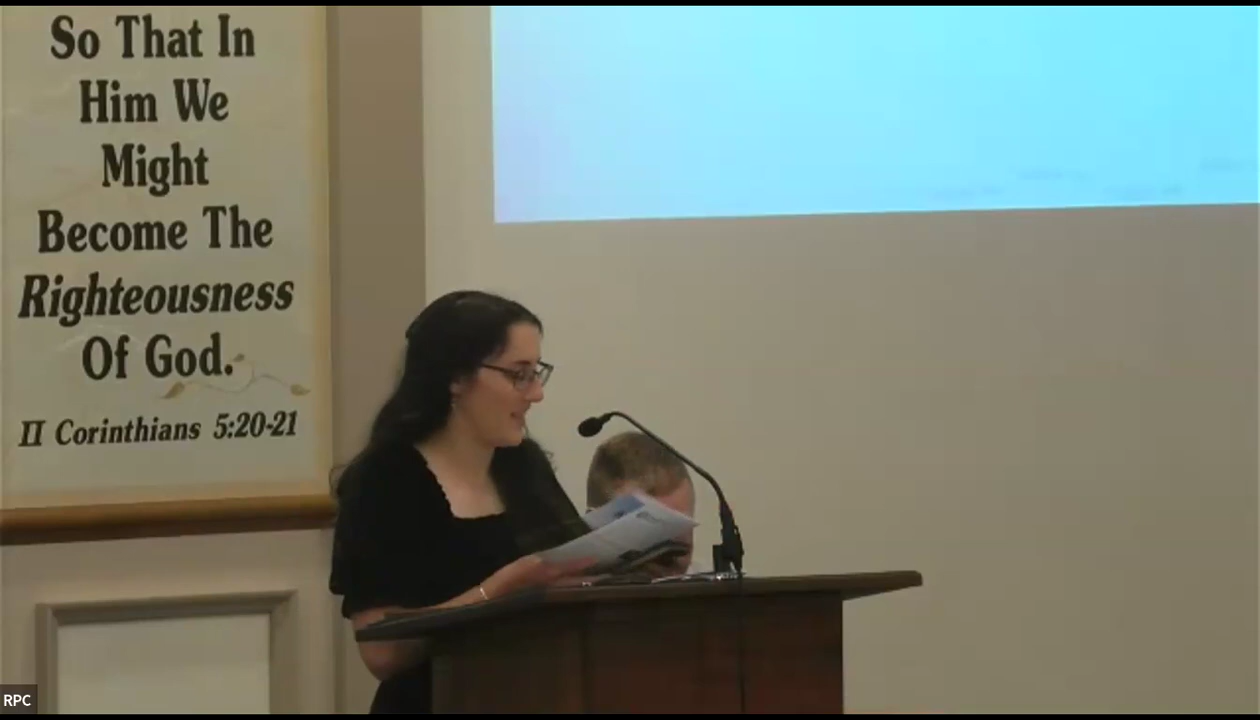 So That In
Him We
Might
Become The
Righteousness
Of God.
II Corinthians 5:20-21
RPC